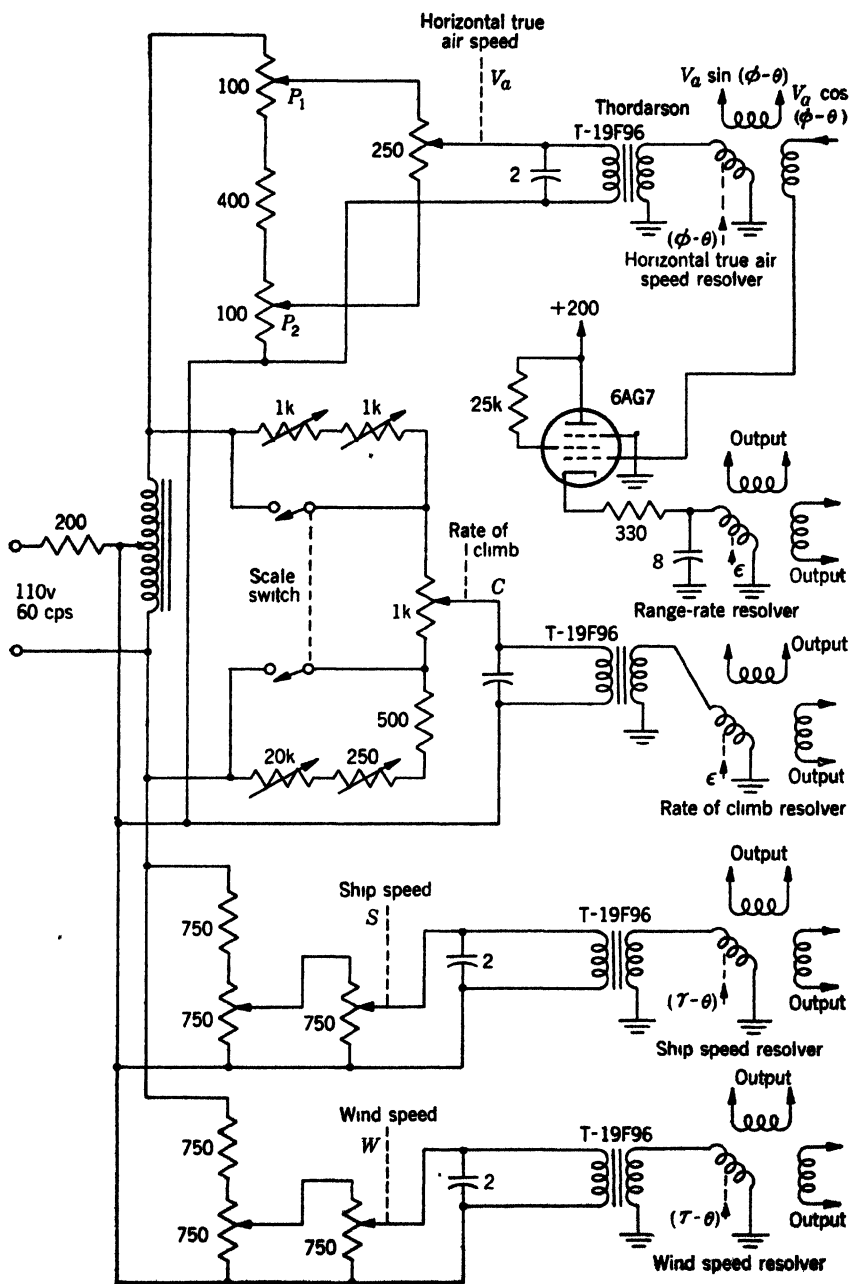 Horizontal true
air speed
V_a
100
P_1
250
400
100
P_2
2
Thordarson
T-19F96
V_a sin (ϕ-θ)
V_a cos
(ϕ-θ)
(ϕ-θ)
Horizontal true air
speed resolver
+200
25k
6AG7
Output
330
8
ϵ
Output
Range-rate resolver
1k
1k
200
110v
60 cps
Scale
switch
Rate of
climb
C
1k
500
20k
250
T-19F96
Output
ϵ
Output
Rate of climb resolver
750
750
750
Ship speed
S
2
T-19F96
Output
(τ-θ)
Output
Ship speed resolver
750
750
750
Wind speed
W
2
T-19F96
Output
(τ-θ)
Output
Wind speed resolver